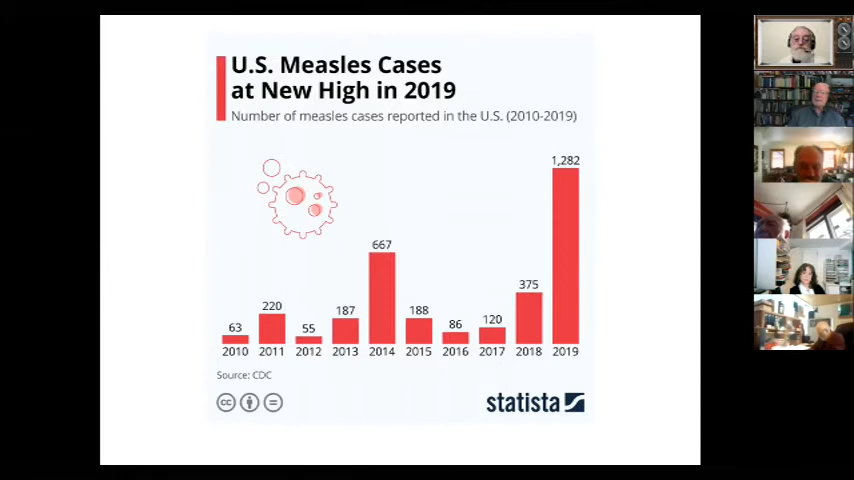 U.S. Measles Cases
at New High in 2019
Number of measles cases reported in the U.S. (2010-2019)
1,282
667
375
220
187
188
120
63
55
86
2010 2011 2012 2013 2014 2015 2016 2017 2018 2019
Source: CDC
cc
statista